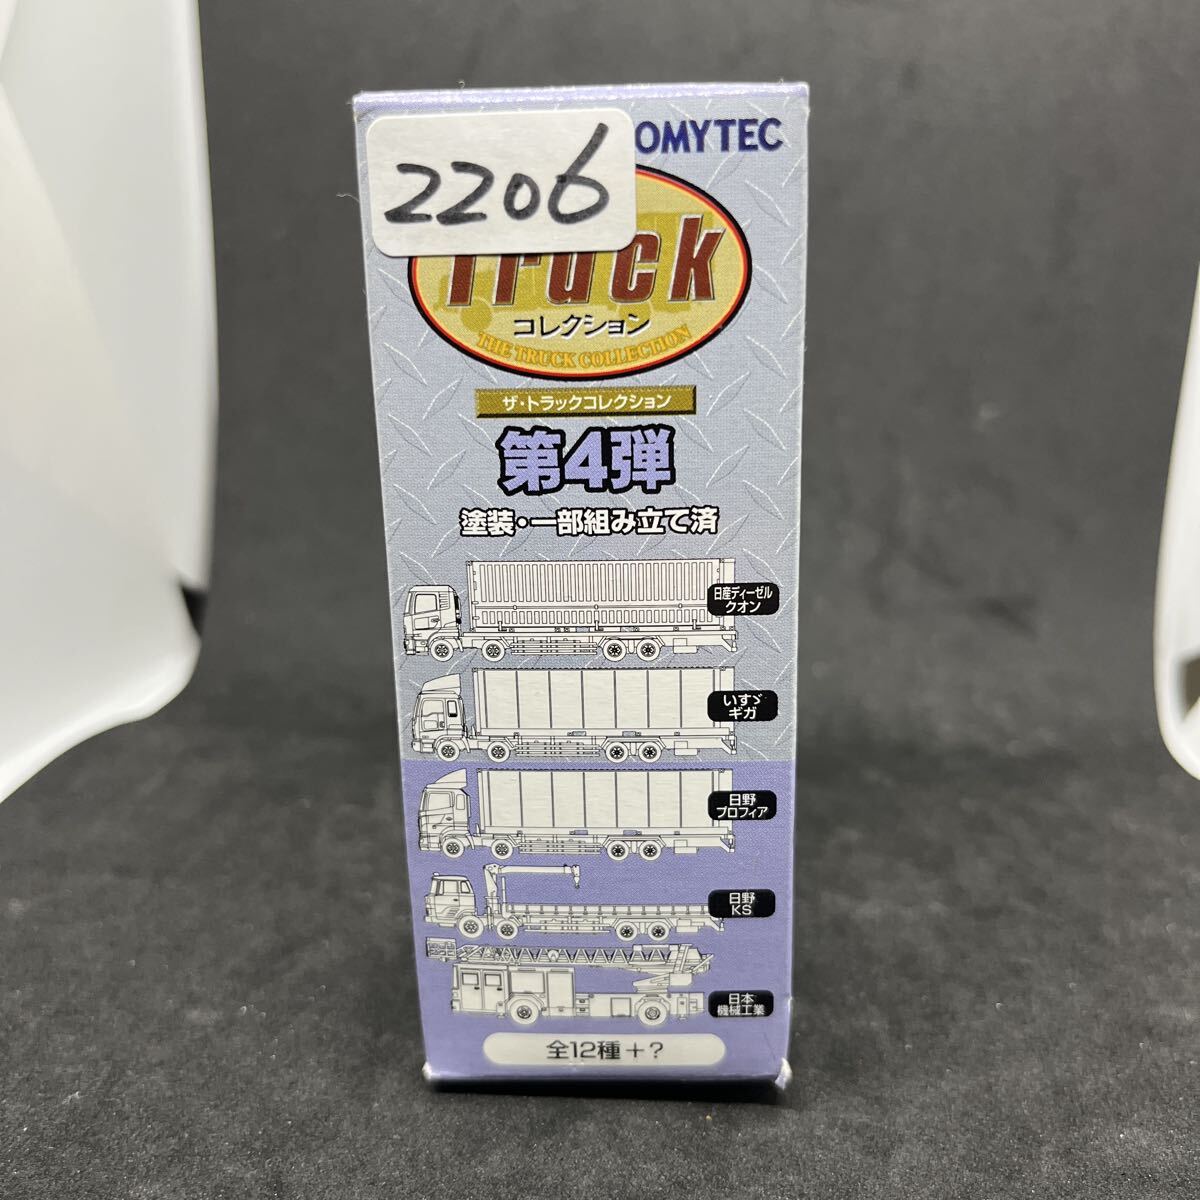 2206
OMYTEC
Truck
コレクション
THE TRUCK COLLECTION
ザ・トラックコレクション
第4弾
塗装・一部組み立て済
日産ディーゼル
クオン
いすゞ
ギガ
日野
プロフィア
日野
KS
日本
機械工業
全12種+?